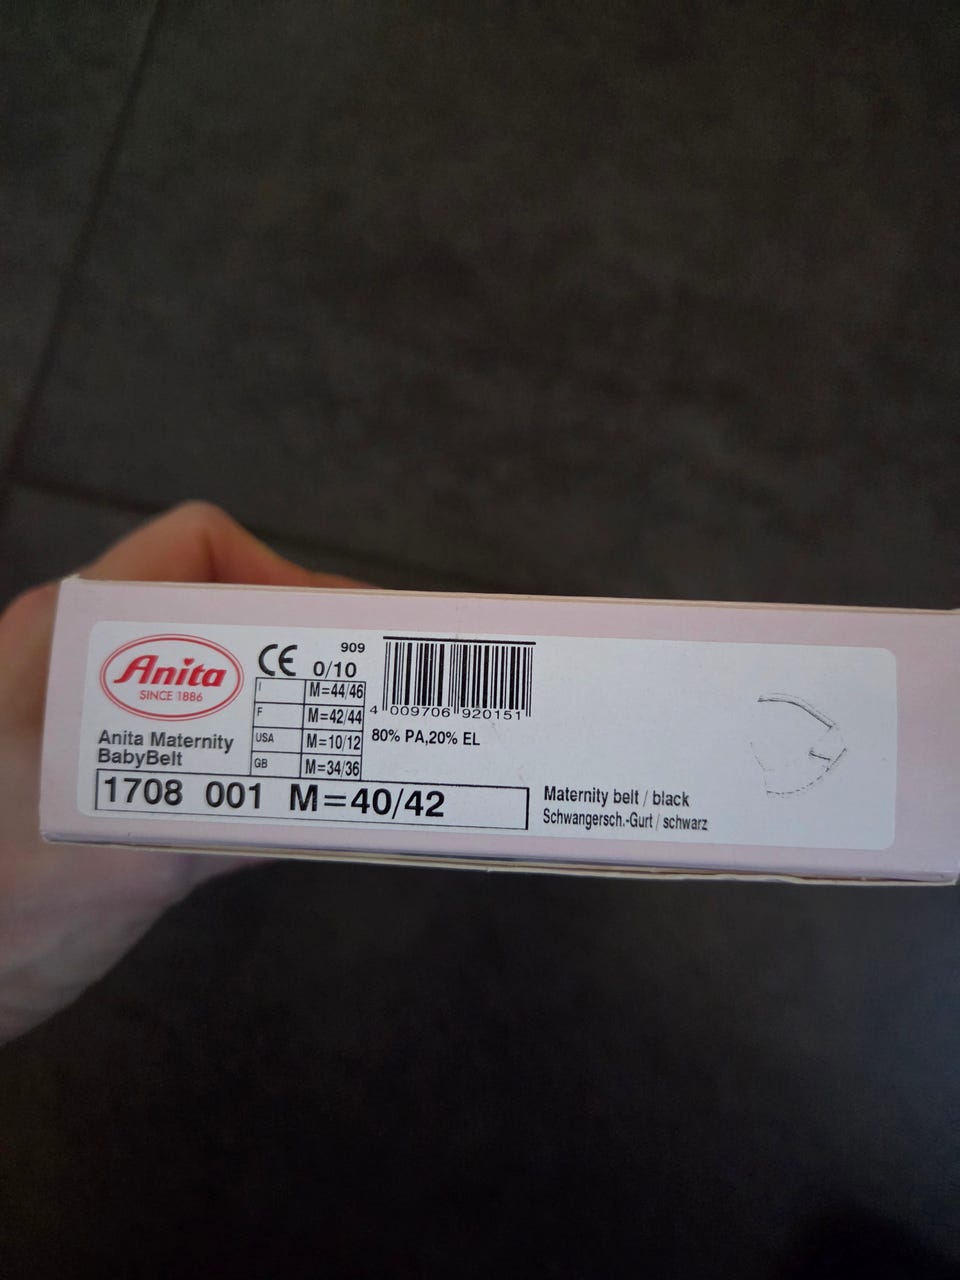 Anita
SINCE 1886
Anita Maternity
BabyBelt
CE 0/10
909
I M=44/46
F M=42/44
USA M=10/12
GB M=34/36
4 009706 920151
80% PA,20% EL
1708 001 M=40/42
Maternity belt / black
Schwangersch.-Gurt / schwarz